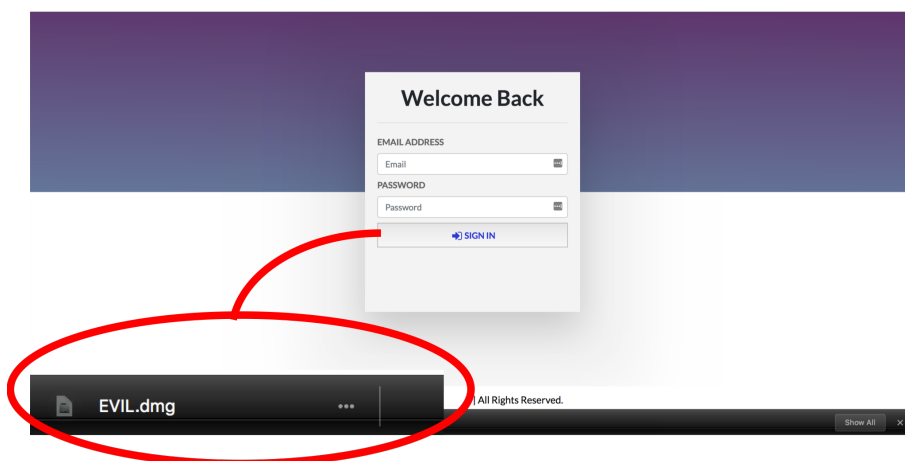 Welcome Back
EMAIL ADDRESS
Email
PASSWORD
Password
SIGN IN
| All Rights Reserved.
EVIL.dmg
Show All